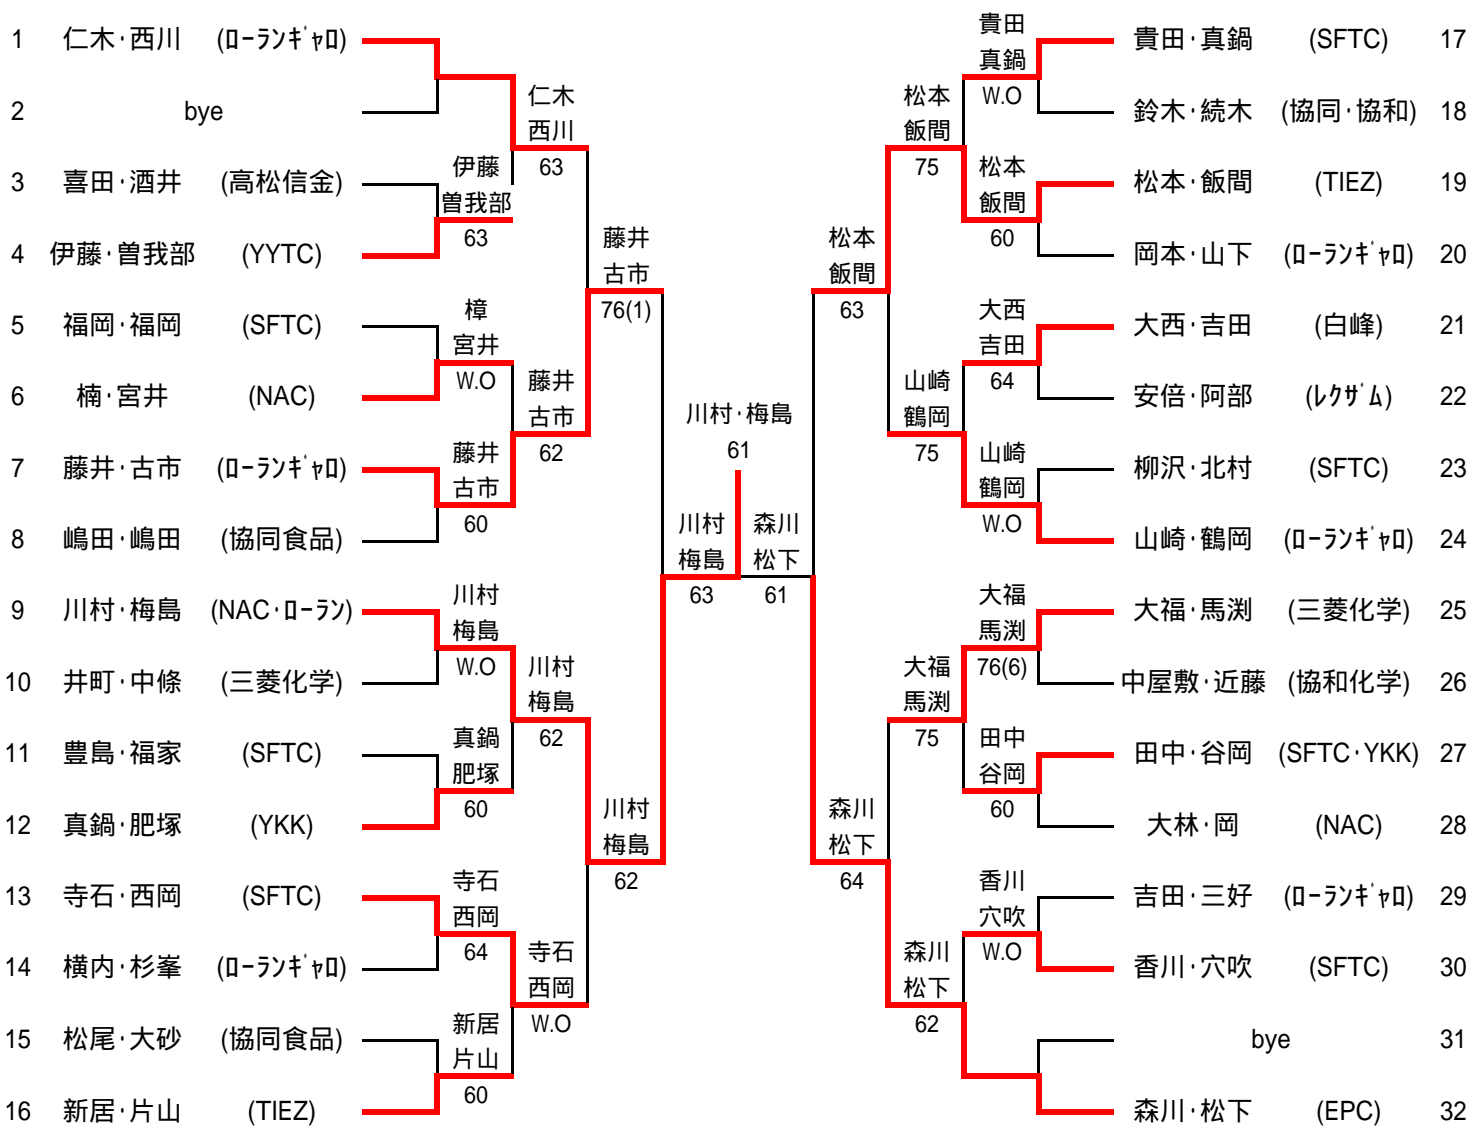 1 仁木·西川 (ﾛｰﾗﾝｷﾞｬﾛ)
2 bye
3 喜田·酒井 (高松信金)
4 伊藤·曽我部 (YYTC)
5 福岡·福岡 (SFTC)
6 楠·宮井 (NAC)
7 藤井·古市 (ﾛｰﾗﾝｷﾞｬﾛ)
8 嶋田·嶋田 (協同食品)
9 川村·梅島 (NAC·ﾛｰﾗﾝ)
10 井町·中條 (三菱化学)
11 豊島·福家 (SFTC)
12 真鍋·肥塚 (YKK)
13 寺石·西岡 (SFTC)
14 横内·杉峯 (ﾛｰﾗﾝｷﾞｬﾛ)
15 松尾·大砂 (協同食品)
16 新居·片山 (TIEZ)
伊藤
曽我部
63
樟
宮井
W.O
藤井
古市
60
川村
梅島
W.O
真鍋
肥塚
60
寺石
西岡
64
新居
片山
60
仁木
西川
63
藤井
古市
62
川村
梅島
62
寺石
西岡
W.O
藤井
古市
76(1)
川村
梅島
62
川村
梅島
63
川村·梅島
61
森川
松下
61
松本
飯間
63
森川
松下
64
松本
飯間
75
山崎
鶴岡
75
大福
馬渕
75
森川
松下
62
貴田
真鍋
W.O
松本
飯間
60
大西
吉田
64
山崎
鶴岡
W.O
大福
馬渕
76(6)
田中
谷岡
60
香川
穴吹
W.O
貴田·真鍋 (SFTC) 17
鈴木·続木 (協同·協和) 18
松本·飯間 (TIEZ) 19
岡本·山下 (ﾛｰﾗﾝｷﾞｬﾛ) 20
大西·吉田 (白峰) 21
安倍·阿部 (ﾚｸｻﾞﾑ) 22
柳沢·北村 (SFTC) 23
山崎·鶴岡 (ﾛｰﾗﾝｷﾞｬﾛ) 24
大福·馬渕 (三菱化学) 25
中屋敷·近藤 (協和化学) 26
田中·谷岡 (SFTC·YKK) 27
大林·岡 (NAC) 28
吉田·三好 (ﾛｰﾗﾝｷﾞｬﾛ) 29
香川·穴吹 (SFTC) 30
bye 31
森川·松下 (EPC) 32